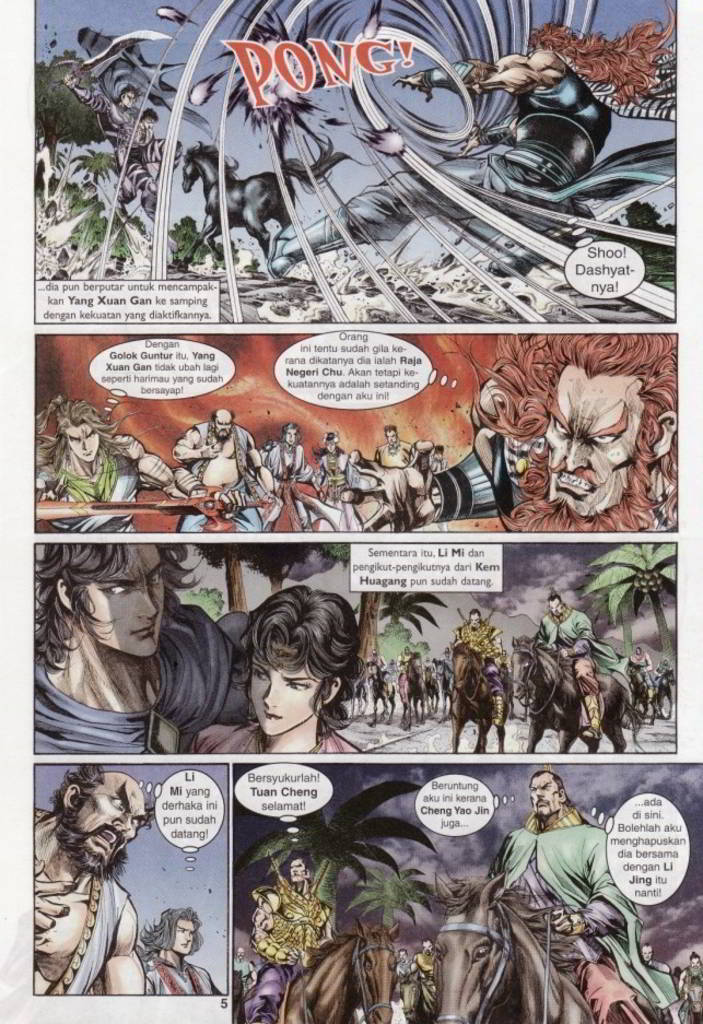 PONG!
...dia pun berputar untuk mencampak-
kan Yang Xuan Gan ke samping
dengan kekuatan yang diaktifkannya.
Shoo!
Dashyat-
nya!
Dengan
Golok Guntur itu, Yang
Xuan Gan tidak ubah lagi
seperti harimau yang sudah
bersayap!
Orang
ini tentu sudah gila ke-
rana dikatanya dia ialah Raja
Negeri Chu. Akan tetapi ke-
kuatannya adalah setanding
dengan aku ini!
Sementara itu, Li Mi dan
pengikut-pengikutnya dari Kem
Huagang pun sudah datang.
Li
Mi yang
derhaka ini
pun sudah
datang!
Bersyukurlah!
Tuan Cheng
selamat!
Beruntung
aku ini kerana
Cheng Yao Jin
juga...
...ada
di sini.
Bolehlah aku
menghapuskan
dia bersama
dengan Li
Jing itu
nanti!
5